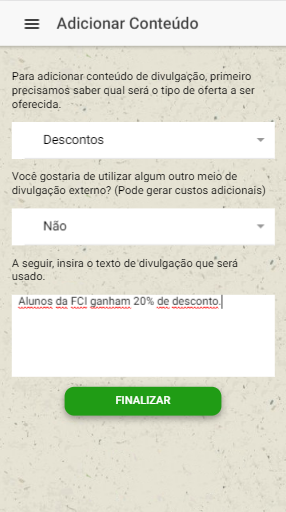 Adicionar Conteúdo
Para adicionar conteúdo de divulgação, primeiro
precisamos saber qual será o tipo de oferta a ser
oferecida.
Descontos
Você gostaria de utilizar algum outro meio de
divulgação externo? (Pode gerar custos adicionais)
Não
A seguir, insira o texto de divulgação que será
usado.
Alunos da FCI ganham 20% de desconto.
FINALIZAR